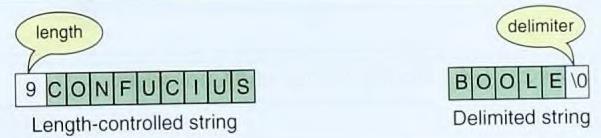 length
delimiter
9 C O N F U C I U S
B O O L E \0
Length-controlled string
Delimited string